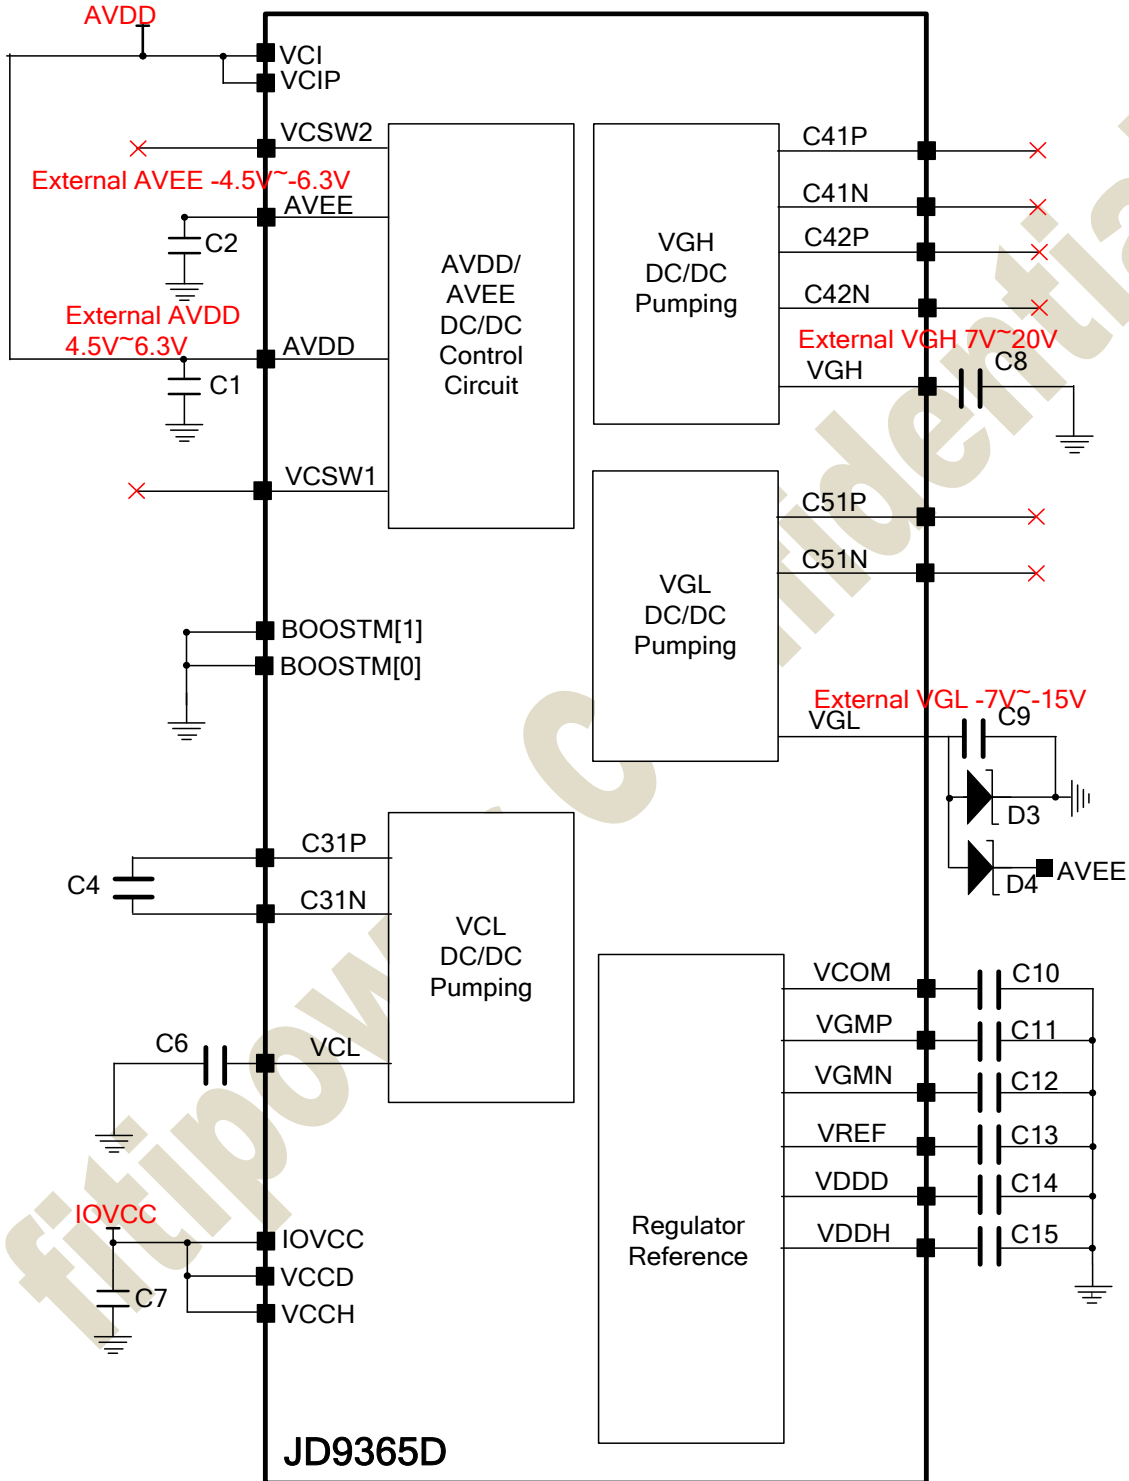 AVDD
VCI
VCIP
VCSW2
External AVEE -4.5V~-6.3V
AVEE
C2
External AVDD
4.5V~6.3V
AVDD
C1
VCSW1
AVDD/
AVEE
DC/DC
Control
Circuit
BOOSTM[1]
BOOSTM[0]
C31P
C4
C31N
VCL
DC/DC
Pumping
C6
VCL
IOVCC
IOVCC
VCCD
C7
VCCH
VGH
DC/DC
Pumping
C41P
C41N
C42P
C42N
External VGH 7V~20V
VGH
C8
VGL
DC/DC
Pumping
C51P
C51N
External VGL -7V~-15V
VGL
C9
D3
D4
AVEE
Regulator
Reference
VCOM
C10
VGMP
C11
VGMN
C12
VREF
C13
VDDD
C14
VDDH
C15
JD9365D
fitipower confidential